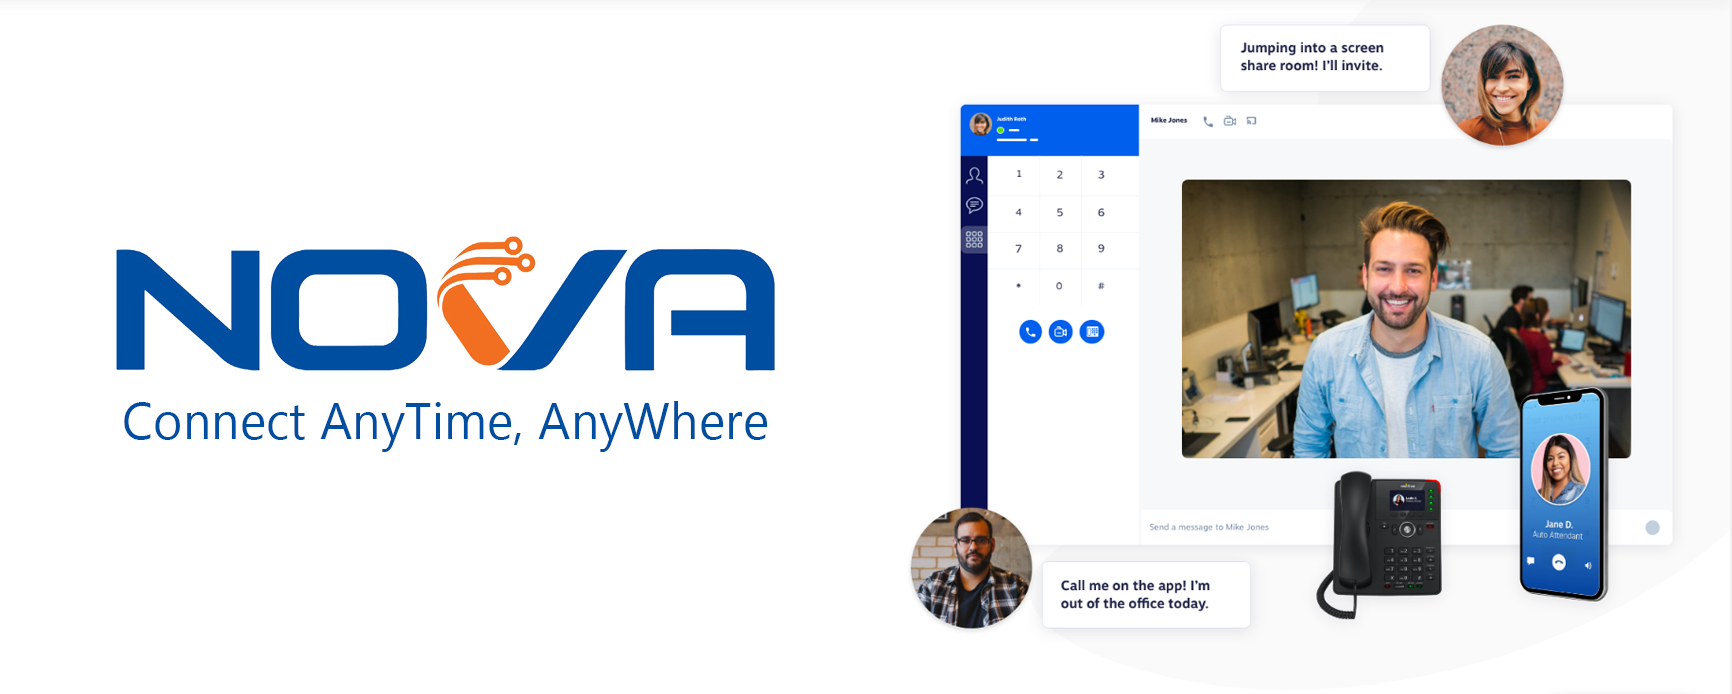 NOVA
Connect AnyTime, AnyWhere
Jumping into a screen
share room! I'll invite.
Judith Roth
Mike Jones
1 2 3
4 5 6
7 8 9
* 0 #
Send a message to Mike Jones
Jane D.
Auto Attendant
Call me on the app! I'm
out of the office today.